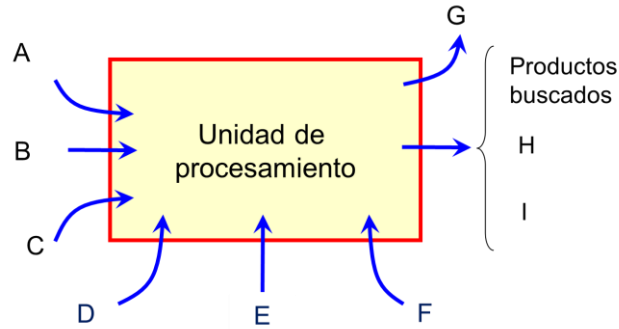 G
A
Productos
buscados
Unidad de
procesamiento
B
H
I
C
D
E
F